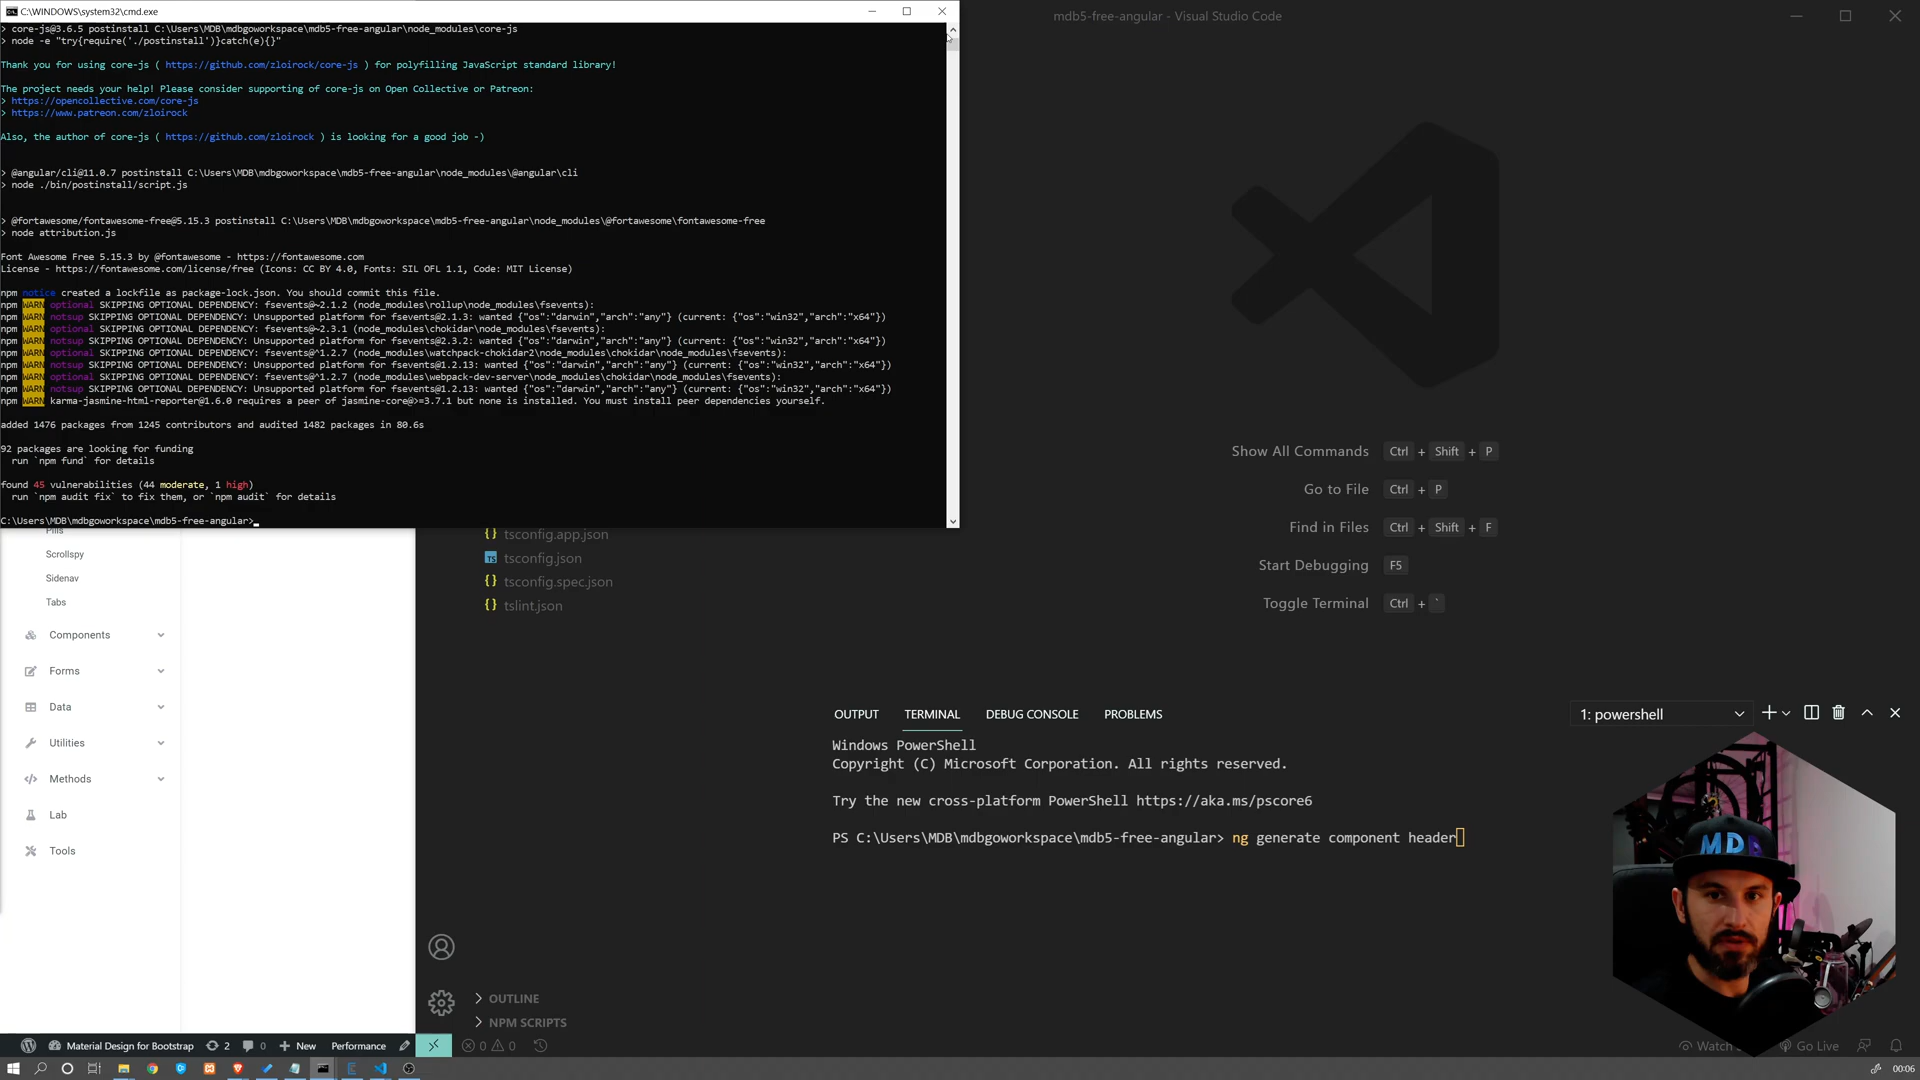 C:\WINDOWS\system32\cmd.exe
> core-js@3.6.5 postinstall C:\Users\MDB\mdbgoworkspace\mdb5-free-angular\node_modules\core-js
> node -e "try{require('./postinstall')}catch(e){}"
Thank you for using core-js ( https://github.com/zloirock/core-js ) for polyfilling JavaScript standard library!
The project needs your help! Please consider supporting of core-js on Open Collective or Patreon:
> https://opencollective.com/core-js
> https://www.patreon.com/zloirock
Also, the author of core-js ( https://github.com/zloirock ) is looking for a good job -)
> @angular/cli@11.0.7 postinstall C:\Users\MDB\mdbgoworkspace\mdb5-free-angular\node_modules\@angular\cli
> node ./bin/postinstall/script.js
> @fortawesome/fontawesome-free@5.15.3 postinstall C:\Users\MDB\mdbgoworkspace\mdb5-free-angular\node_modules\@fortawesome\fontawesome-free
> node attribution.js
Font Awesome Free 5.15.3 by @fontawesome - https://fontawesome.com
License - https://fontawesome.com/license/free (Icons: CC BY 4.0, Fonts: SIL OFL 1.1, Code: MIT License)
npm notice created a lockfile as package-lock.json. You should commit this file.
npm WARN optional SKIPPING OPTIONAL DEPENDENCY: fsevents@~2.1.2 (node_modules\rollup\node_modules\fsevents):
npm WARN notsup SKIPPING OPTIONAL DEPENDENCY: Unsupported platform for fsevents@2.1.3: wanted {"os":"darwin","arch":"any"} (current: {"os":"win32","arch":"x64"})
npm WARN optional SKIPPING OPTIONAL DEPENDENCY: fsevents@~2.3.1 (node_modules\chokidar\node_modules\fsevents):
npm WARN notsup SKIPPING OPTIONAL DEPENDENCY: Unsupported platform for fsevents@2.3.2: wanted {"os":"darwin","arch":"any"} (current: {"os":"win32","arch":"x64"})
npm WARN optional SKIPPING OPTIONAL DEPENDENCY: fsevents@^1.2.7 (node_modules\watchpack-chokidar2\node_modules\chokidar\node_modules\fsevents):
npm WARN notsup SKIPPING OPTIONAL DEPENDENCY: Unsupported platform for fsevents@1.2.13: wanted {"os":"darwin","arch":"any"} (current: {"os":"win32","arch":"x64"})
npm WARN optional SKIPPING OPTIONAL DEPENDENCY: fsevents@^1.2.7 (node_modules\webpack-dev-server\node_modules\chokidar\node_modules\fsevents):
npm WARN notsup SKIPPING OPTIONAL DEPENDENCY: Unsupported platform for fsevents@1.2.13: wanted {"os":"darwin","arch":"any"} (current: {"os":"win32","arch":"x64"})
npm WARN karma-jasmine-html-reporter@1.6.0 requires a peer of jasmine-core@>=3.7.1 but none is installed. You must install peer dependencies yourself.
added 1476 packages from 1245 contributors and audited 1482 packages in 80.6s
92 packages are looking for funding
run `npm fund` for details
found 45 vulnerabilities (44 moderate, 1 high)
run `npm audit fix` to fix them, or `npm audit` for details
C:\Users\MDB\mdbgoworkspace\mdb5-free-angular>
mdb5-free-angular - Visual Studio Code
Show All Commands Ctrl + Shift + P
Go to File Ctrl + P
Find in Files Ctrl + Shift + F
Start Debugging F5
Toggle Terminal Ctrl + `
Pills
Scrollspy
Sidenav
Tabs
Components
Forms
Data
Utilities
Methods
Lab
Tools
{} tsconfig.app.json
TS tsconfig.json
{} tsconfig.spec.json
{} tslint.json
OUTPUT TERMINAL DEBUG CONSOLE PROBLEMS
1: powershell
Windows PowerShell
Copyright (C) Microsoft Corporation. All rights reserved.
Try the new cross-platform PowerShell https://aka.ms/pscore6
PS C:\Users\MDB\mdbgoworkspace\mdb5-free-angular> ng generate component header
MDB
OUTLINE
NPM SCRIPTS
Material Design for Bootstrap 2 0 + New Performance
0 0
Watch
Go Live
00:06